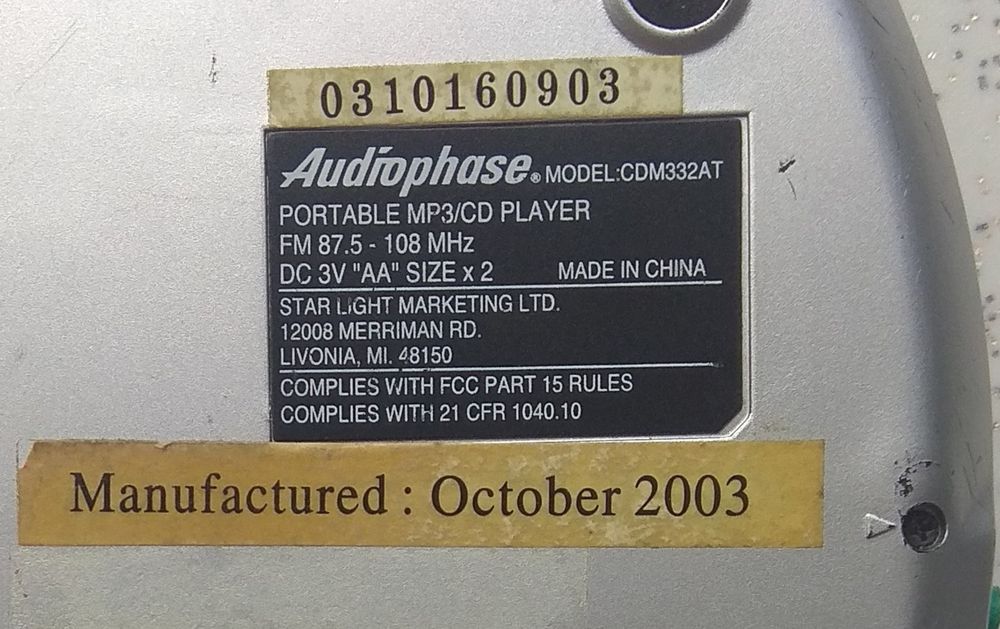 0310160903
Audiophase® MODEL:CDM332AT
PORTABLE MP3/CD PLAYER
FM 87.5 - 108 MHz
DC 3V "AA" SIZE x 2 MADE IN CHINA
STAR LIGHT MARKETING LTD.
12008 MERRIMAN RD.
LIVONIA, MI. 48150
COMPLIES WITH FCC PART 15 RULES
COMPLIES WITH 21 CFR 1040.10
Manufactured : October 2003